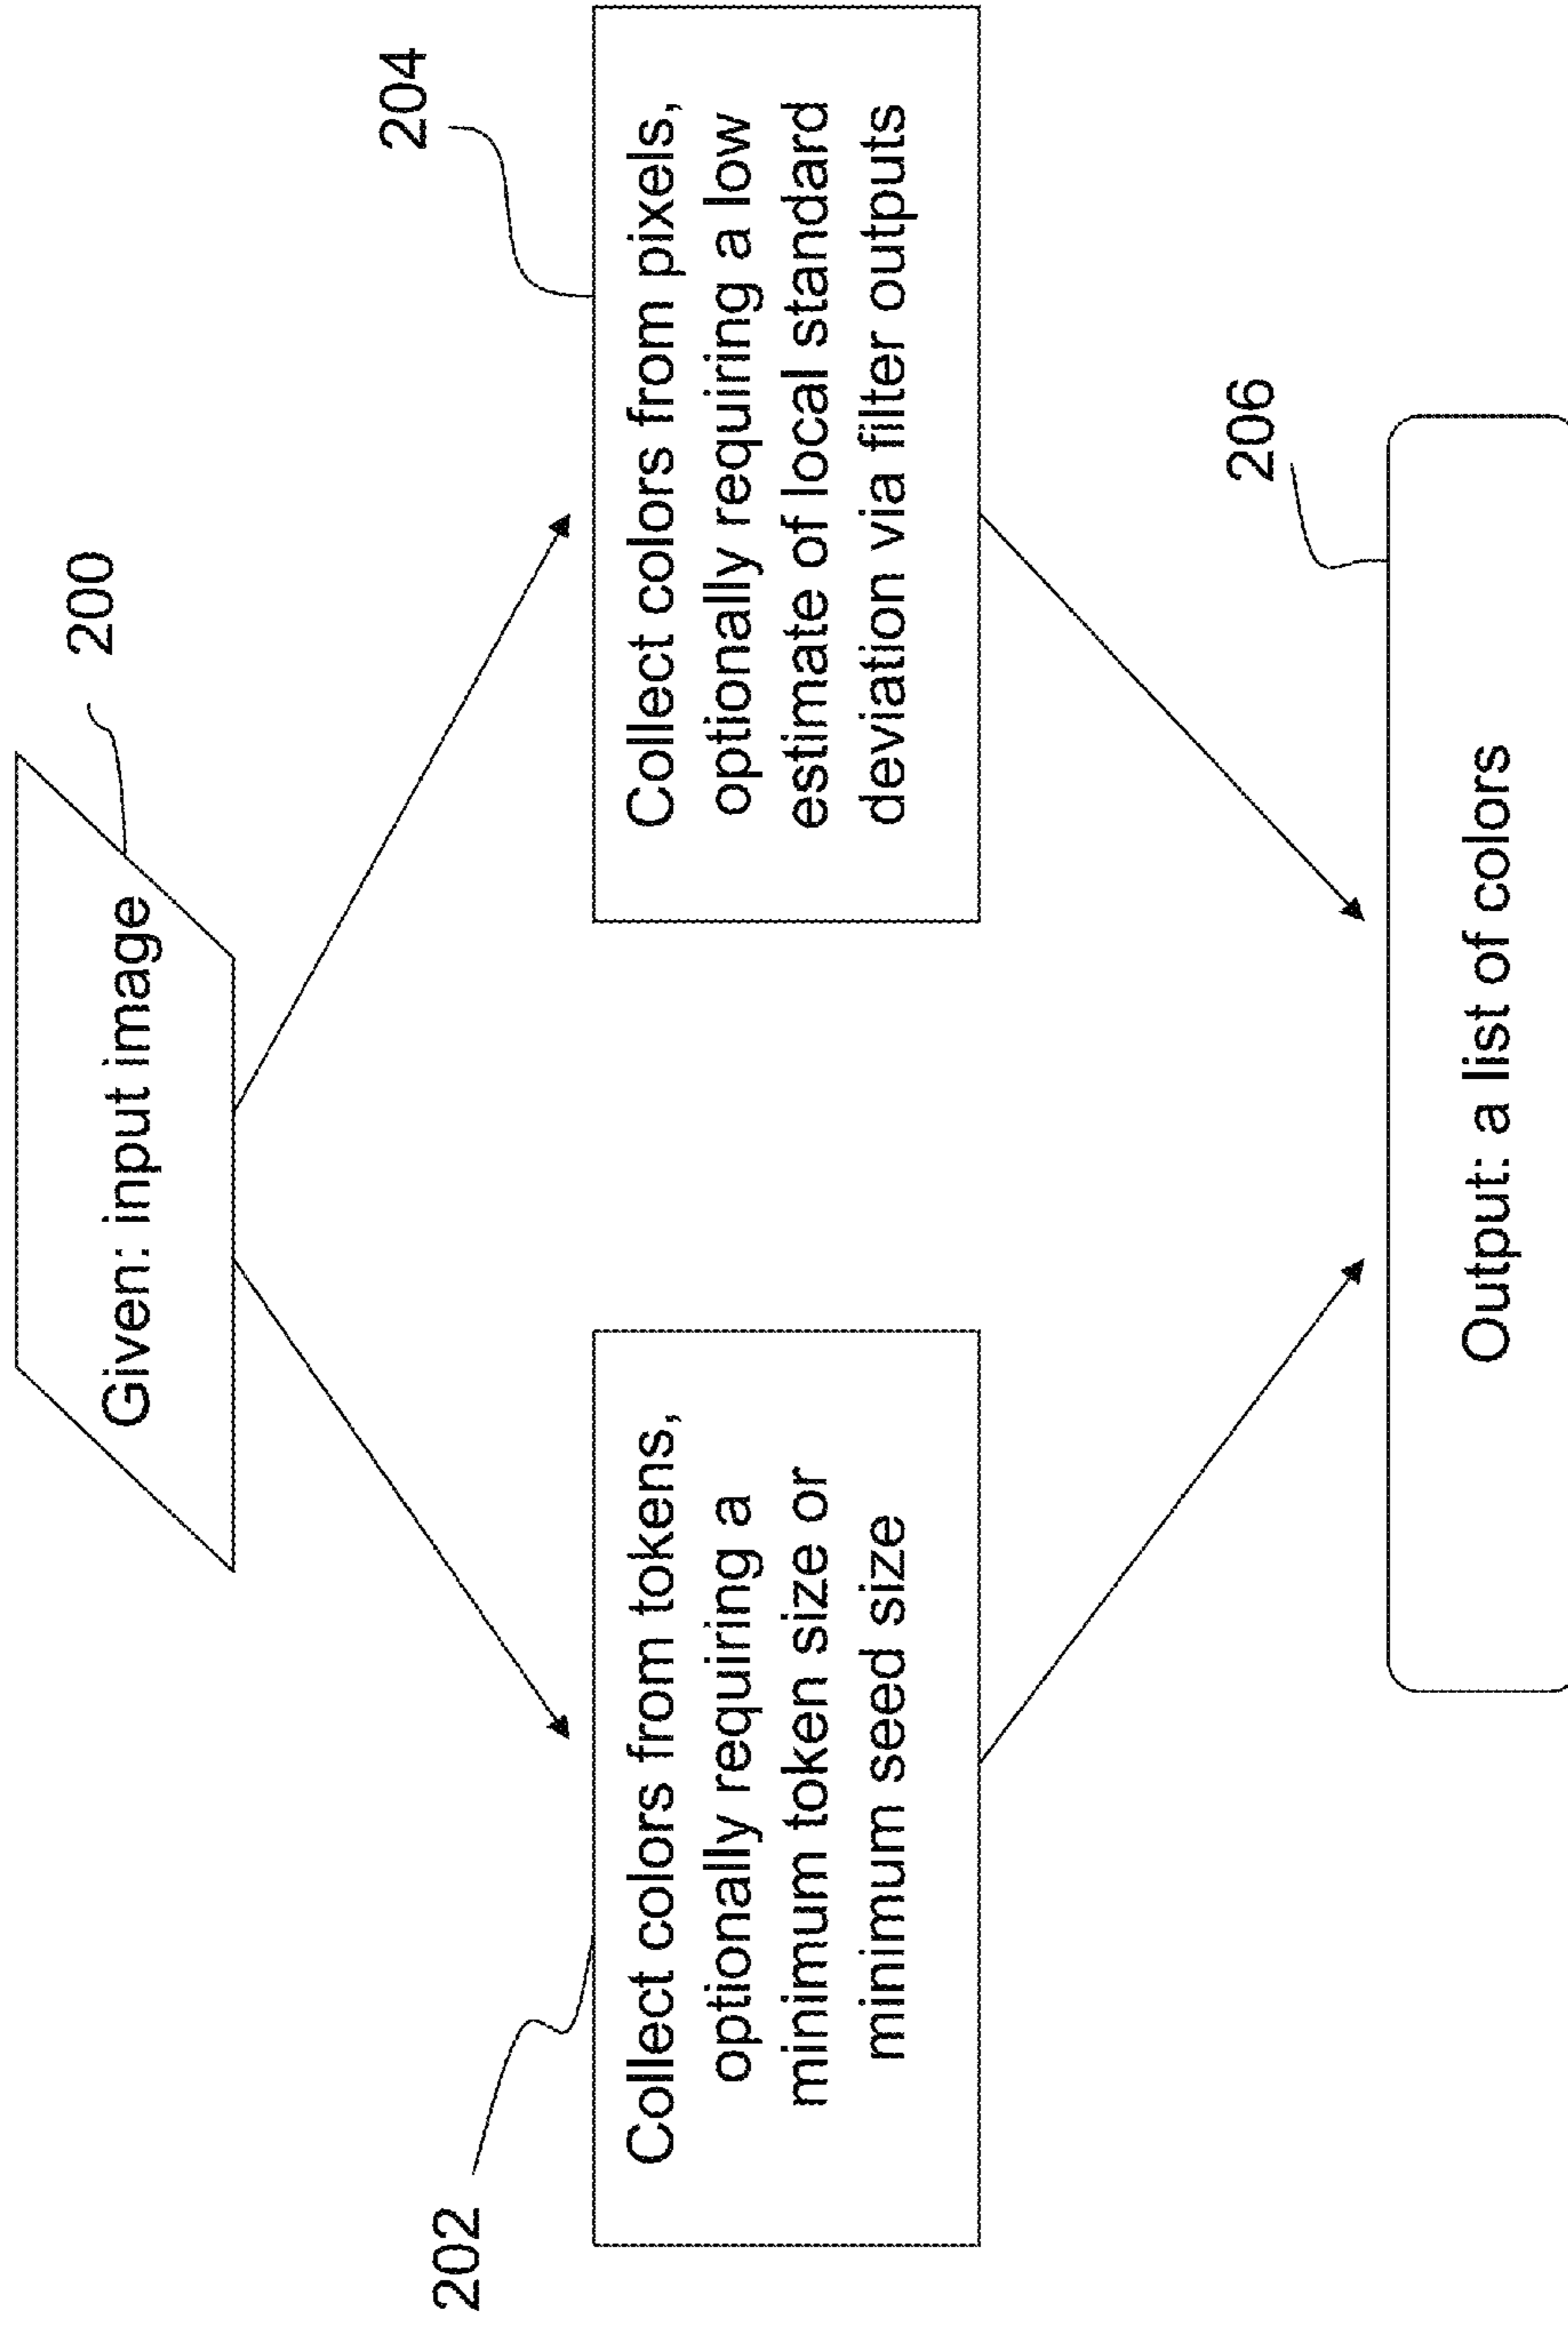 Given: input image
200
202
Collect colors from tokens,
optionally requiring a
minimum token size or
minimum seed size
204
Collect colors from pixels,
optionally requiring a low
estimate of local standard
deviation via filter outputs
206
Output: a list of colors